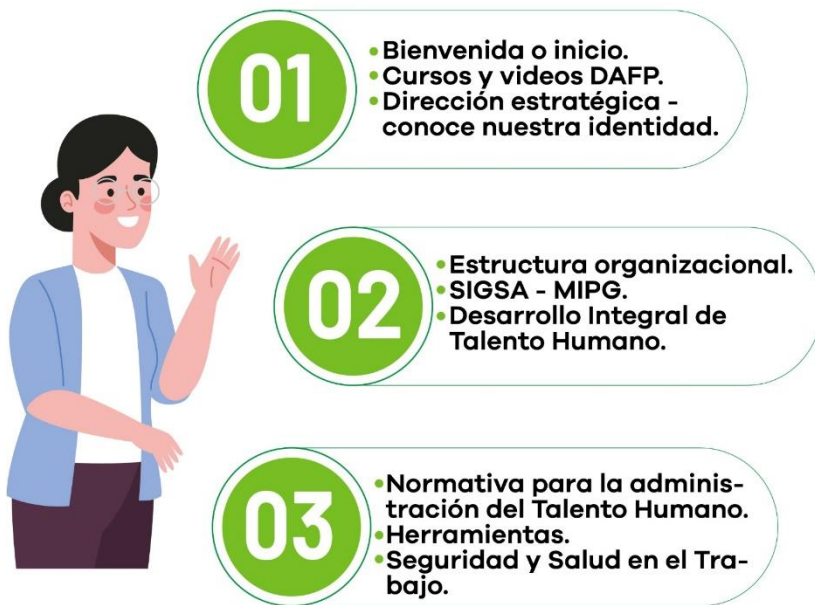 01
• Bienvenida o inicio.
• Cursos y videos DAFP.
• Dirección estratégica -
conoce nuestra identidad.
02
• Estructura organizacional.
• SIGSA - MIPG.
• Desarrollo Integral de
Talento Humano.
03
• Normativa para la adminis-
tración del Talento Humano.
• Herramientas.
• Seguridad y Salud en el Tra-
bajo.